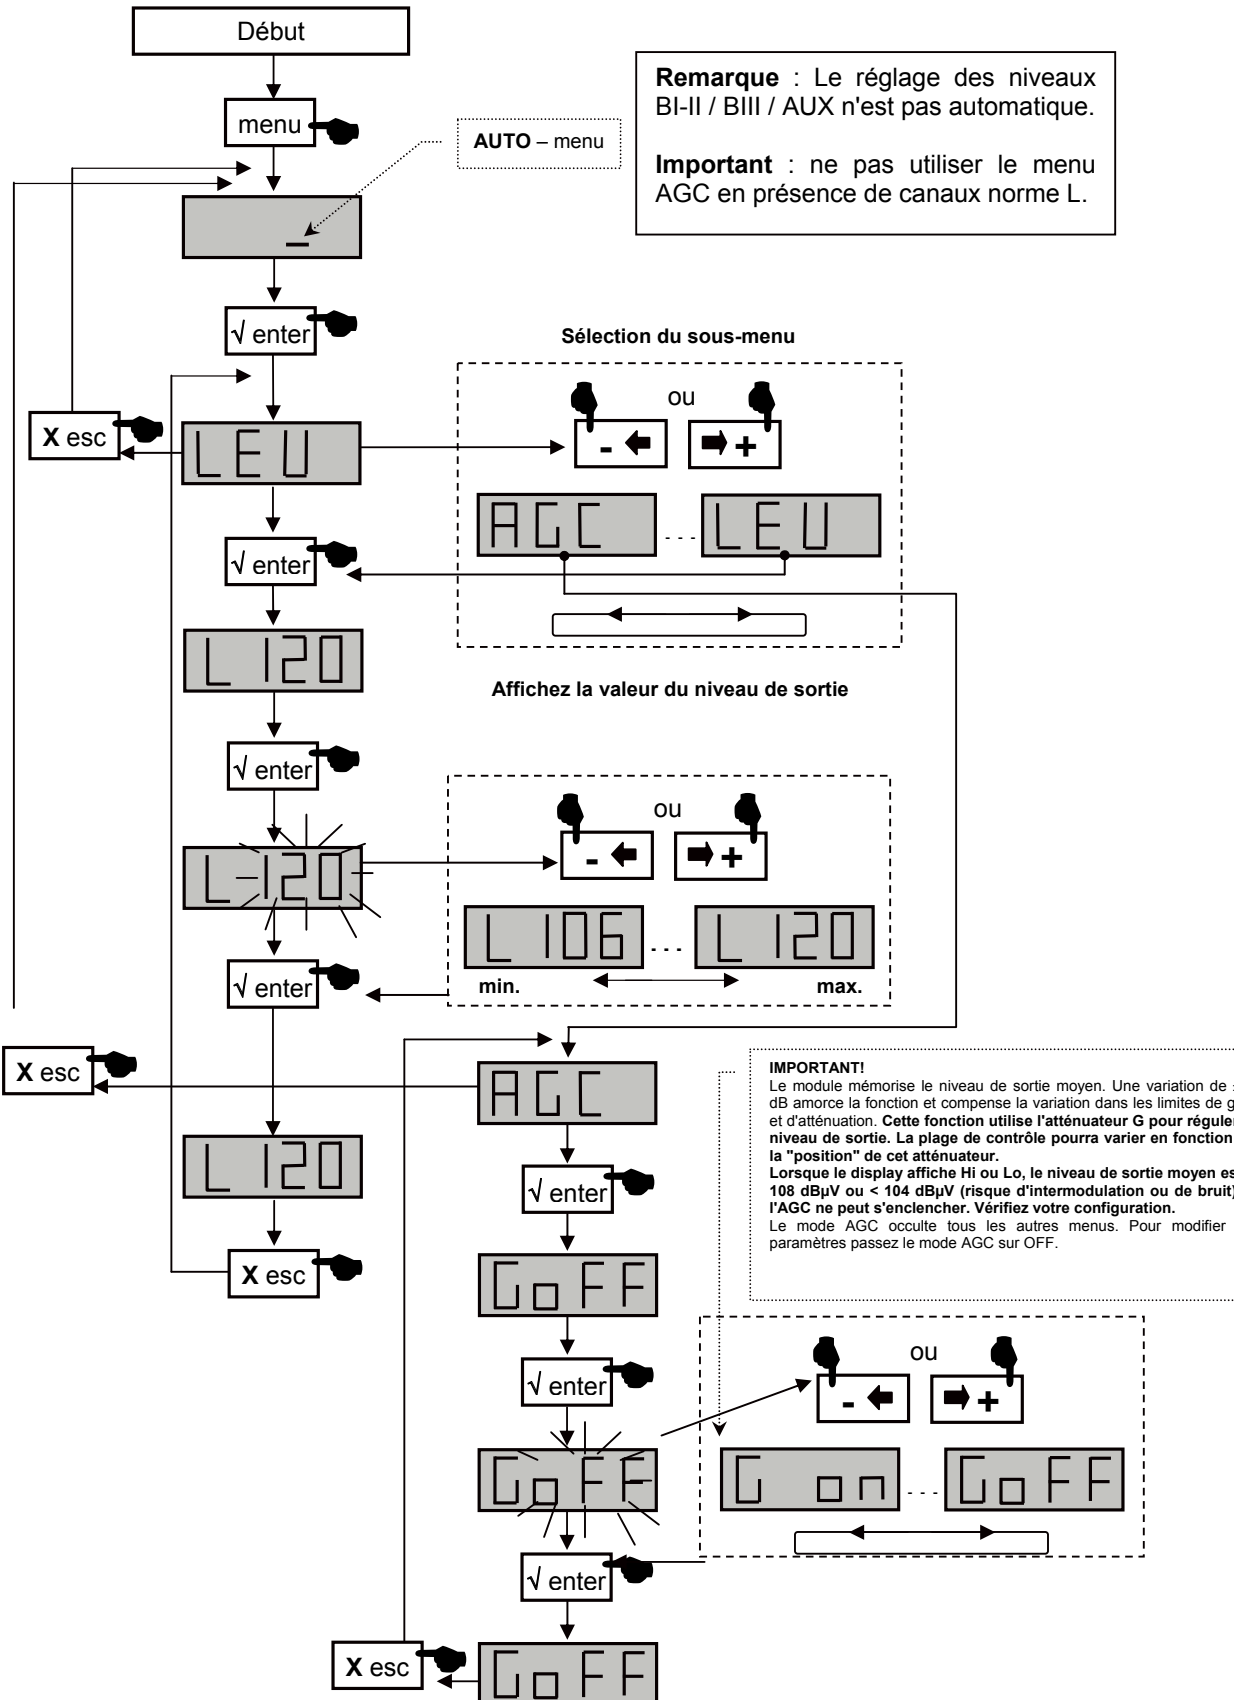 Début
Remarque : Le réglage des niveaux
BI-II / BIII / AUX n'est pas automatique.
Important : ne pas utiliser le menu
AGC en présence de canaux norme L.
menu
AUTO – menu
√ enter
Sélection du sous-menu
ou
X esc
LEU
- +
AGC . . . LEU
√ enter
L 120
Affichez la valeur du niveau de sortie
√ enter
ou
L 120
- +
L 106 . . . L 120
min. max.
√ enter
X esc
AGC
IMPORTANT!
Le module mémorise le niveau de sortie moyen. Une variation de
dB amorce la fonction et compense la variation dans les limites de
et d'atténuation. Cette fonction utilise l'atténuateur G pour
niveau de sortie. La plage de contrôle pourra varier en fonction
la "position" de cet atténuateur.
Lorsque le display affiche Hi ou Lo, le niveau de sortie moyen
108 dBµV ou < 104 dBµV (risque d'intermodulation ou de bruit)
l'AGC ne peut s'enclencher. Vérifiez votre configuration.
Le mode AGC occulte tous les autres menus. Pour modifier
paramètres passez le mode AGC sur OFF.
L 120
√ enter
X esc
GoFF
√ enter
ou
- +
GoFF
G on . . . GoFF
√ enter
X esc
GoFF